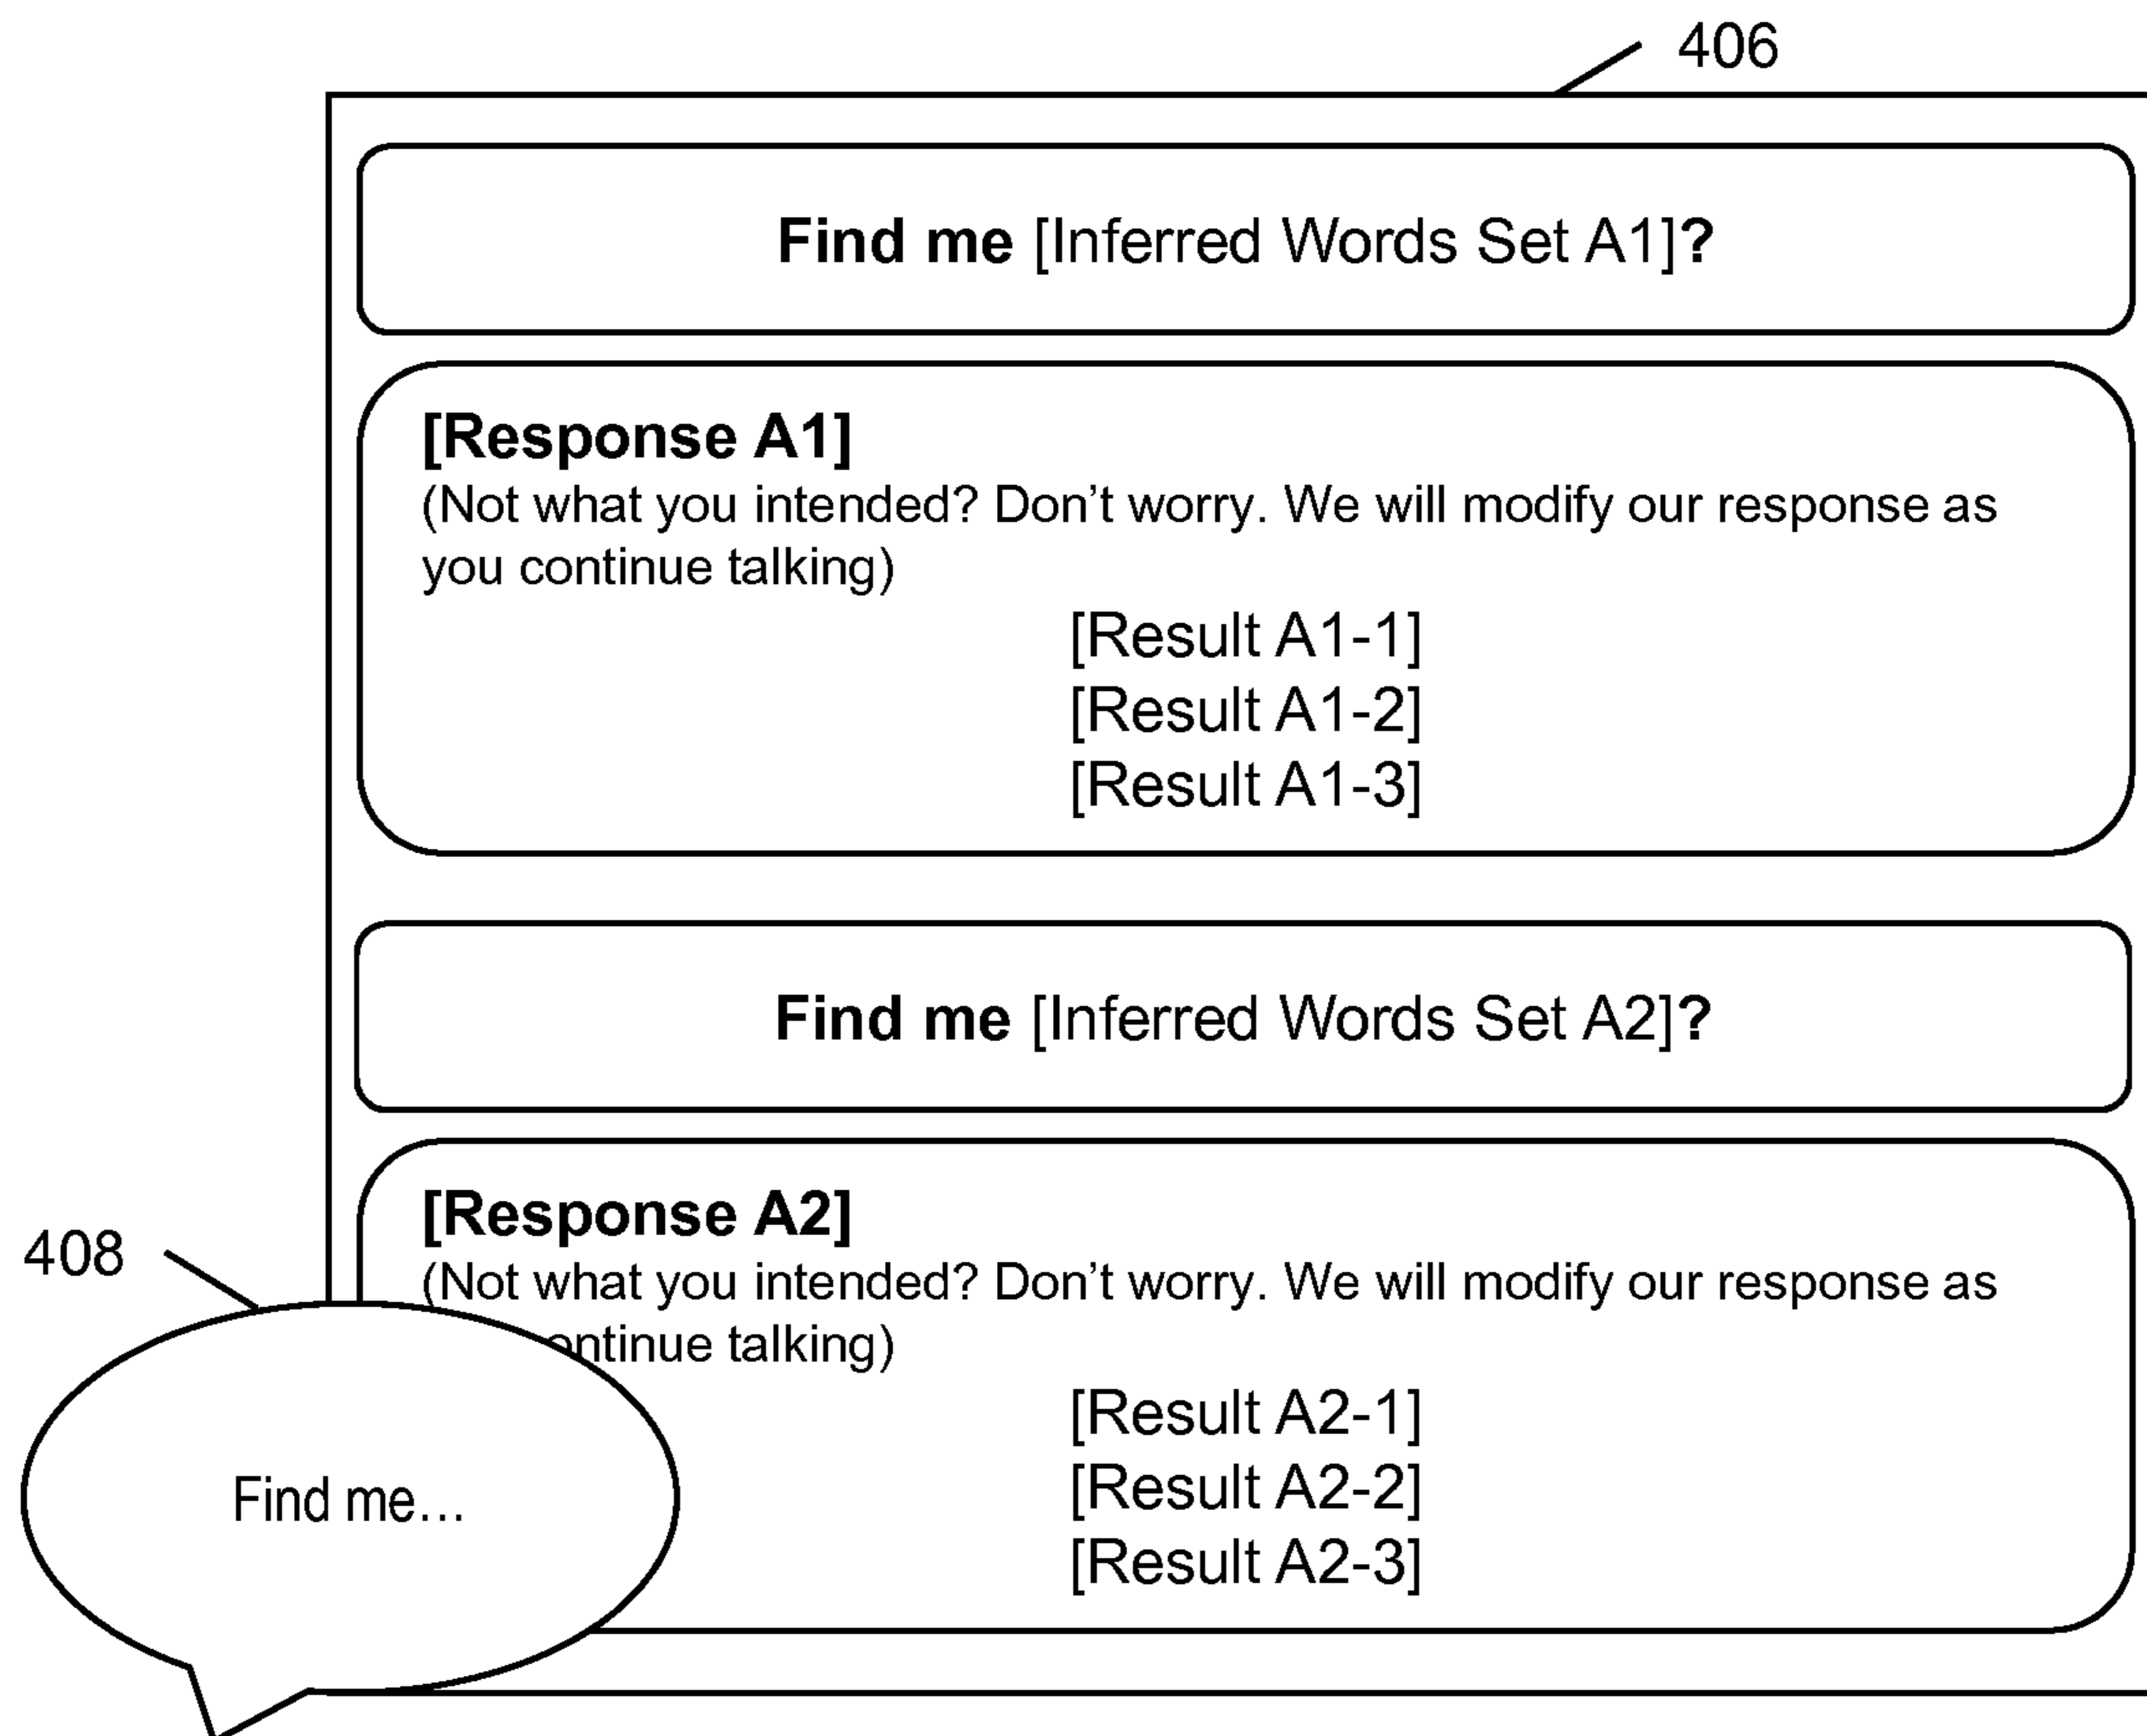 406
Find me [Inferred Words Set A1]?
[Response A1]
(Not what you intended? Don't worry. We will modify our response as
you continue talking)
[Result A1-1]
[Result A1-2]
[Result A1-3]
Find me [Inferred Words Set A2]?
[Response A2]
(Not what you intended? Don't worry. We will modify our response as
talking)
408
Find me...
[Result A2-1]
[Result A2-2]
[Result A2-3]